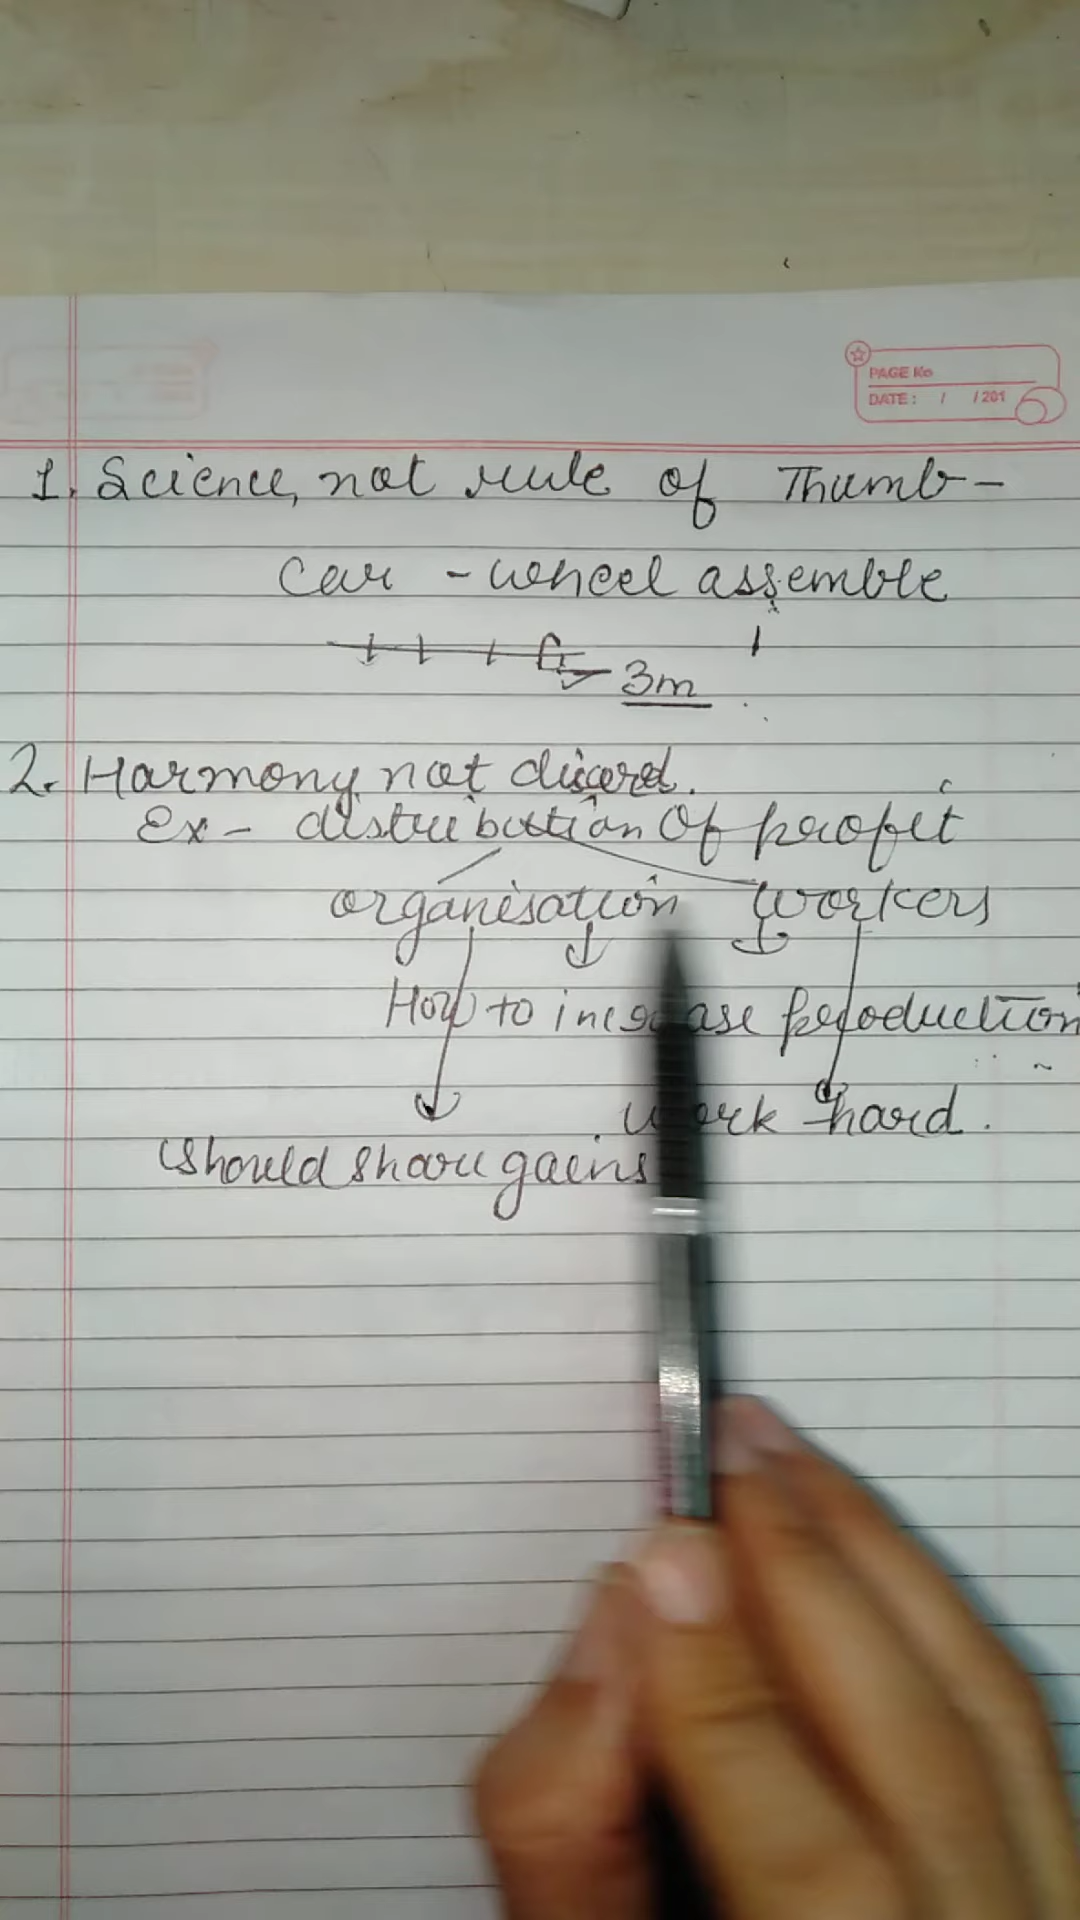 PAGE No
DATE: / /201
1. Science, not rule of Thumb-
Car - wheel assemble
3m
2. Harmony not discord.
Ex- distribution Of profit
organisation workers
How to increase production
work hard.
should share gains